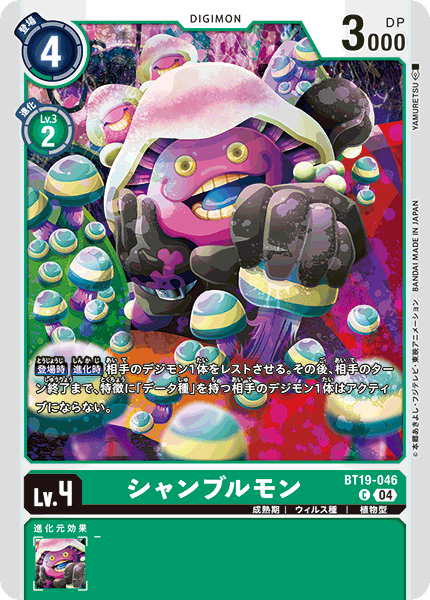 DIGIMON
登場
4
DP
3000
進化
Lv.3
2
YAMURETSU
©本郷あきよし・フジテレビ・東映アニメーション BANDAI MADE IN JAPAN
登場時 進化時 相手のデジモン1体をレストさせる。その後、相手のター
ン終了まで、特徴に「データ種」を持つ相手のデジモン1体はアクティ
ブにならない。
Lv.4
シャンブルモン
BT19-046
C 04
成熟期 | ウィルス種 | 植物型
進化元効果